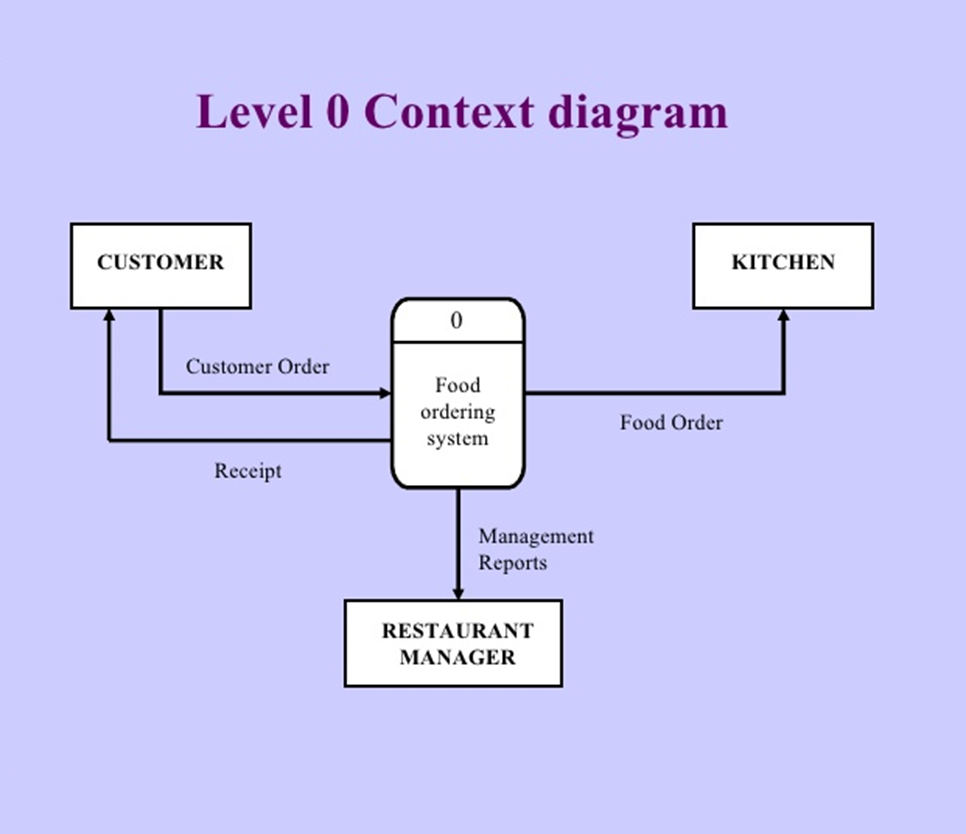 Level 0 Context diagram
CUSTOMER
KITCHEN
0
Customer Order
Food
ordering
system
Food Order
Receipt
Management
Reports
RESTAURANT
MANAGER